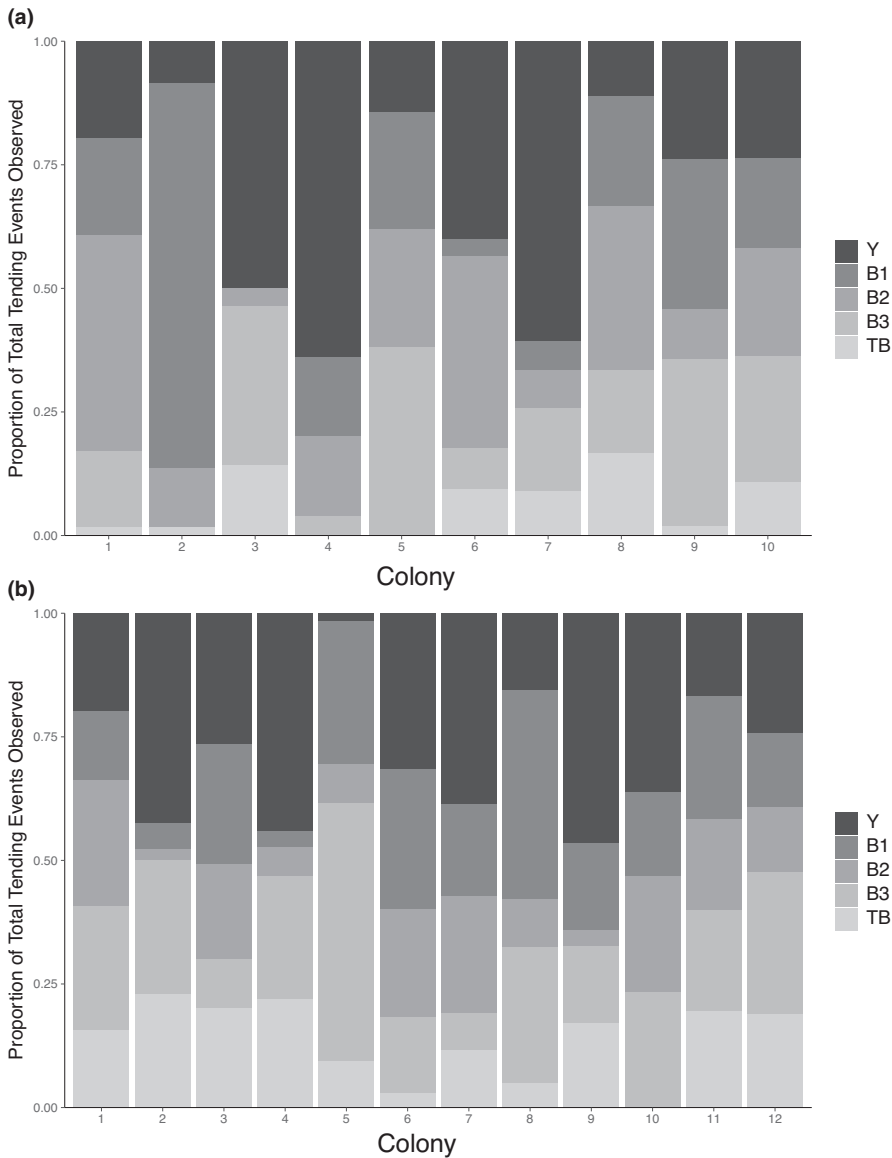 (a)
Proportion of Total Tending Events Observed
1.00
0.75
0.50
0.25
0.00
1 2 3 4 5 6 7 8 9 10
Colony
Y
B1
B2
B3
TB
(b)
Proportion of Total Tending Events Observed
1.00
0.75
0.50
0.25
0.00
1 2 3 4 5 6 7 8 9 10 11 12
Colony
Y
B1
B2
B3
TB